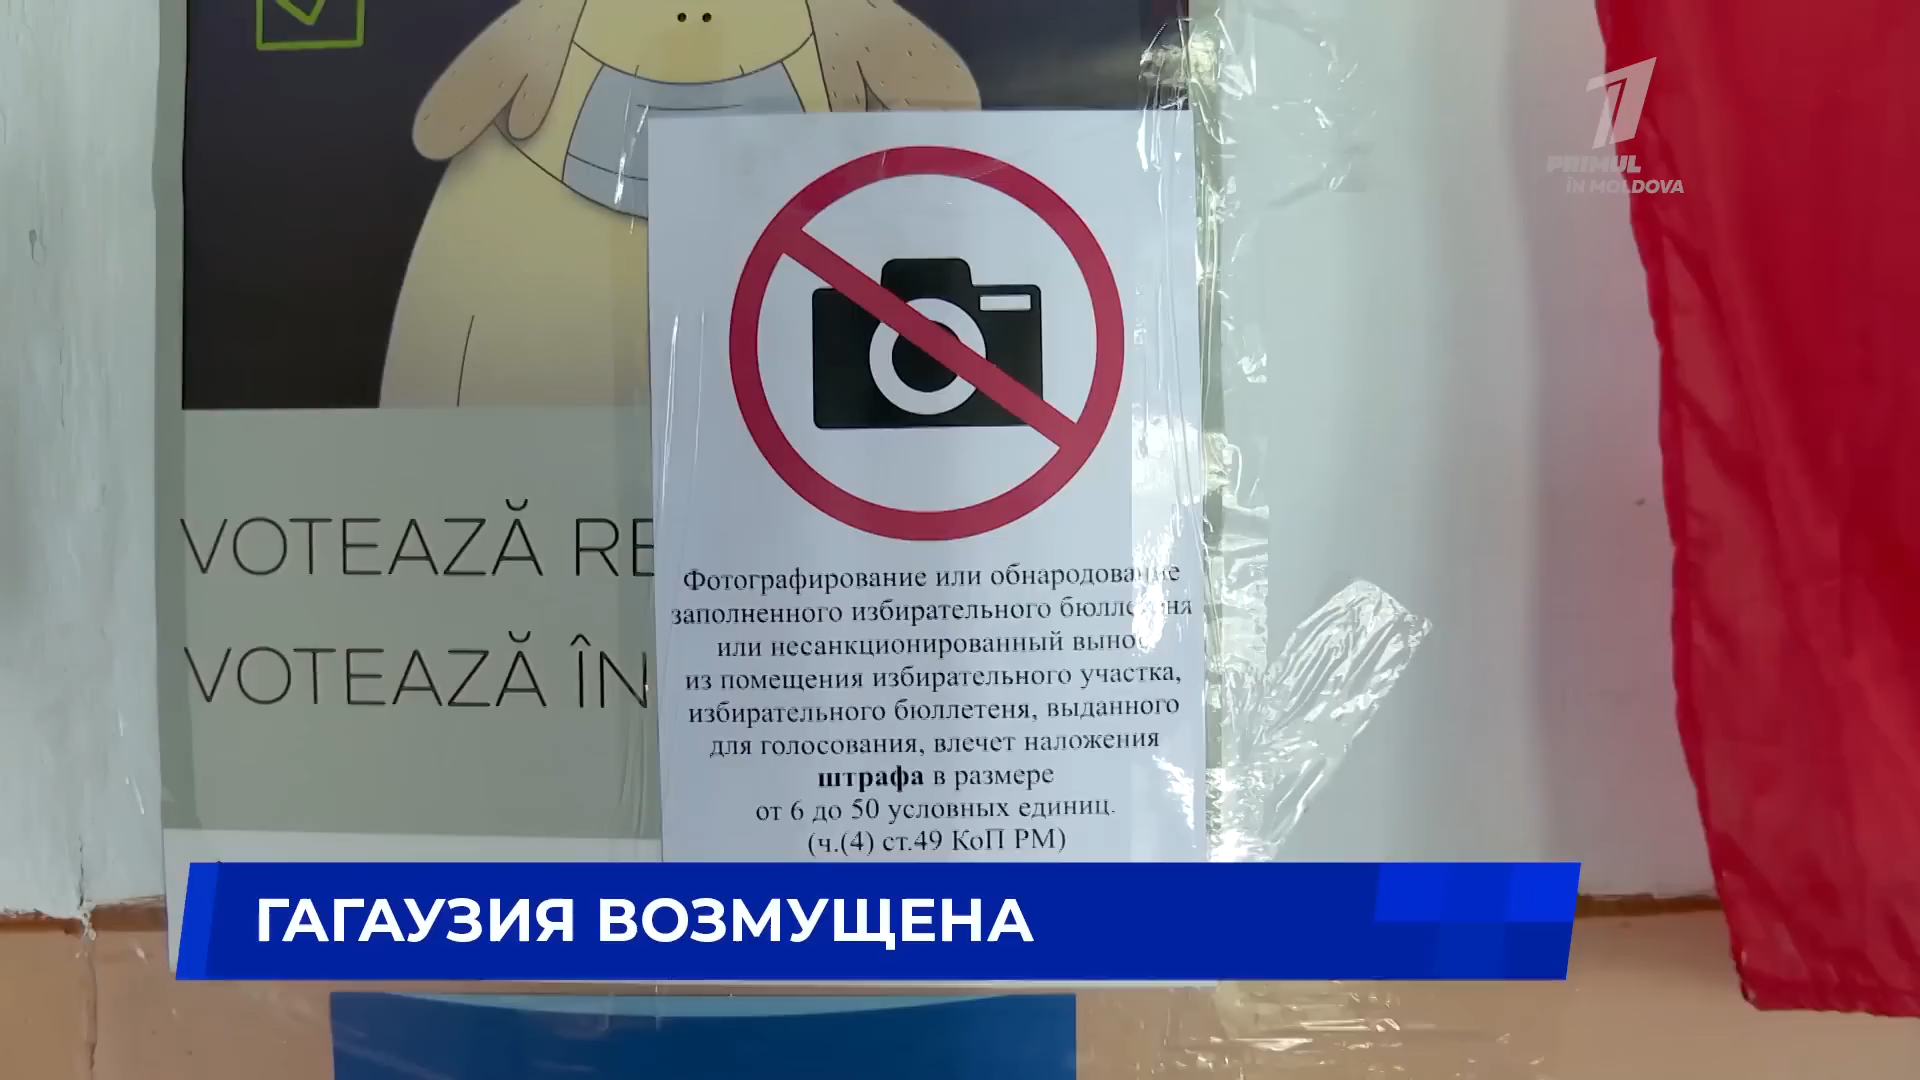 PRIMUL
ÎN MOLDOVA
VOTEAZĂ
VOTEAZĂ ÎN
Фотографирование или обнародование
заполненного избирательного бюллетеня
или несанкционированный вынос
из помещения избирательного участка,
избирательного бюллетеня, выданного
для голосования, влечет наложения
штрафа в размере
от 6 до 50 условных единиц.
(ч.(4) ст.49 КоП РМ)
ГАГАУЗИЯ ВОЗМУЩЕНА